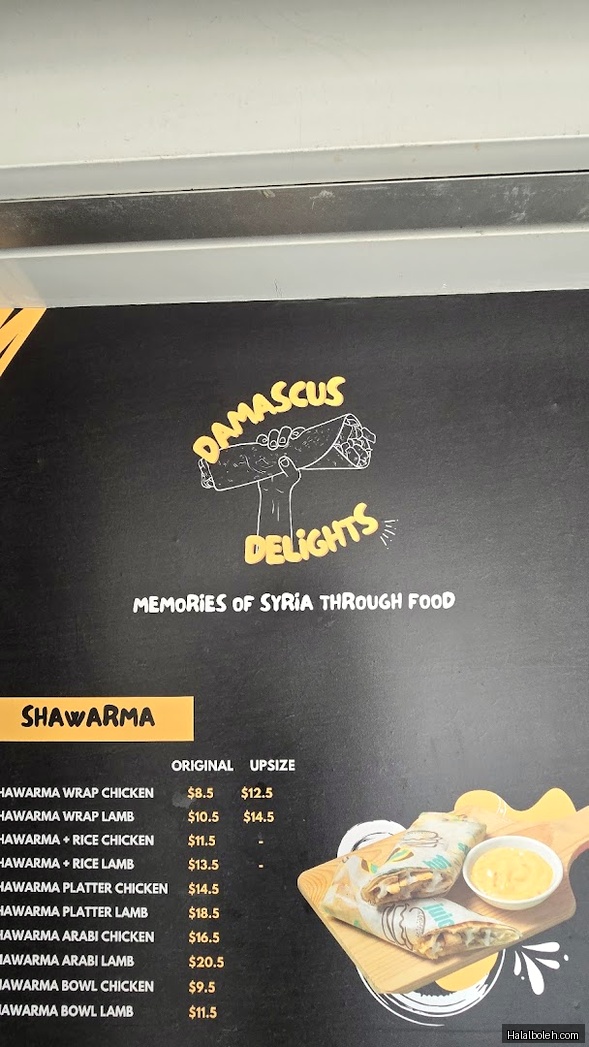 DAMASCUS
DELiGHTS
MEMORiES OF SYRiA THROUGH FOOD
SHAWARMA
ORIGINAL UPSIZE
HAWARMA WRAP CHICKEN $8.5 $12.5
HAWARMA WRAP LAMB $10.5 $14.5
HAWARMA + RICE CHICKEN $11.5 -
HAWARMA + RICE LAMB $13.5 -
HAWARMA PLATTER CHICKEN $14.5
HAWARMA PLATTER LAMB $18.5
HAWARMA ARABI CHICKEN $16.5
HAWARMA ARABI LAMB $20.5
HAWARMA BOWL CHICKEN $9.5
HAWARMA BOWL LAMB $11.5
Halalboleh.com